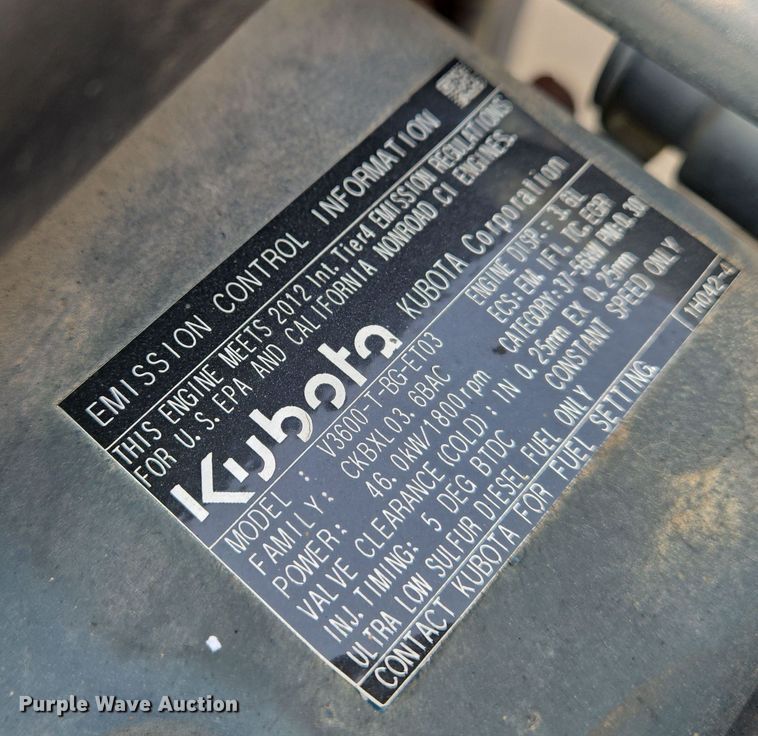 EMISSION CONTROL INFORMATION
THIS ENGINE MEETS 2012 Int. Tier4 EMISSION REGULATIONS
FOR U.S. EPA AND CALIFORNIA NONROAD CI ENGINES.
Kubota KUBOTA Corporation
MODEL : V3600-T-BG-ET03 ENGINE DISP.: 3.6L
FAMILY: CKBXL03.6BAC ECS: EM, IFI, TC, EGR
POWER: 46.0kW/1800rpm CATEGORY: 37-56kW PM=0.30
VALVE CLEARANCE (COLD): IN 0.25mm EX 0.25mm
INJ. TIMING: 5 DEG BTDC CONSTANT SPEED ONLY
ULTRA LOW SULFUR DIESEL FUEL ONLY
CONTACT KUBOTA FOR FUEL SETTING.
Purple Wave Auction